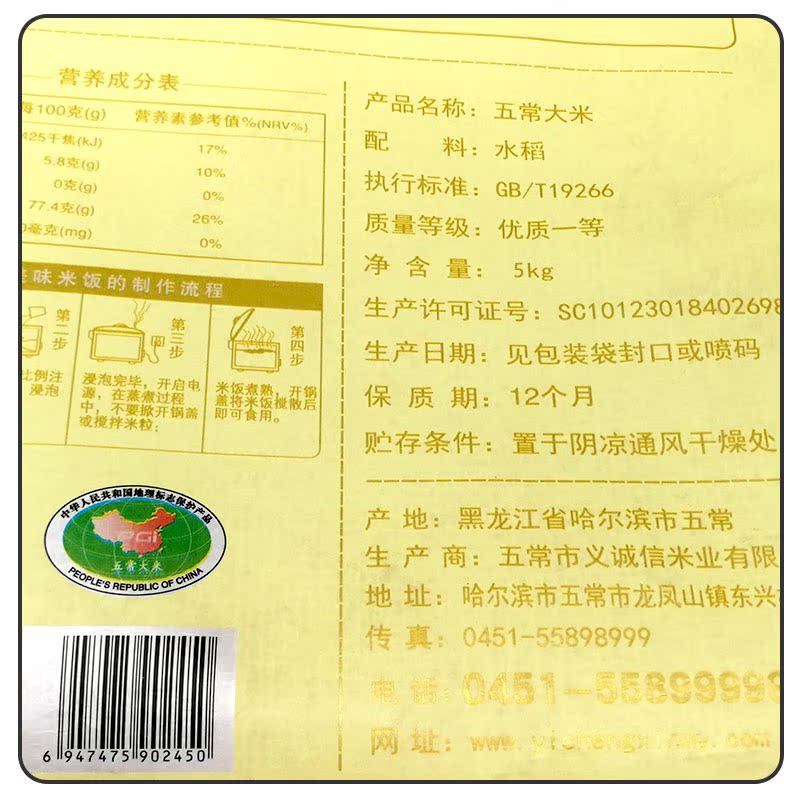 营养成分表
每100克(g) 营养素参考值%(NRV%)
425千焦(kJ) 17%
5.8克(g) 10%
0克(g) 0%
77.4克(g) 26%
0毫克(mg) 0%
味米饭的制作流程
第二步
比例注
浸泡
第三步
浸泡完毕，开启电
源，在蒸煮过程
中，不要掀开锅盖
或搅拌米粒；
第四步
米饭煮熟，开锅
盖将米饭搅散后
即可食用。
产品名称：五常大米
配 料：水稻
执行标准：GB/T19266
质量等级：优质一等
净 含 量： 5kg
生产许可证号：SC10123018402698
生产日期：见包装袋封口或喷码
保 质 期：12个月
贮存条件：置于阴凉通风干燥处
产 地：黑龙江省哈尔滨市五常
生 产 商：五常市义诚信米业有限
地 址：哈尔滨市五常市龙凤山镇东兴
传 真：0451-55898999
电 话：0451-55899999
网 址：www.yichengx
.com
中华人民共和国地理标志保护产品
PGI
五常大米
PEOPLE'S REPUBLIC OF CHINA
6 947475 902450